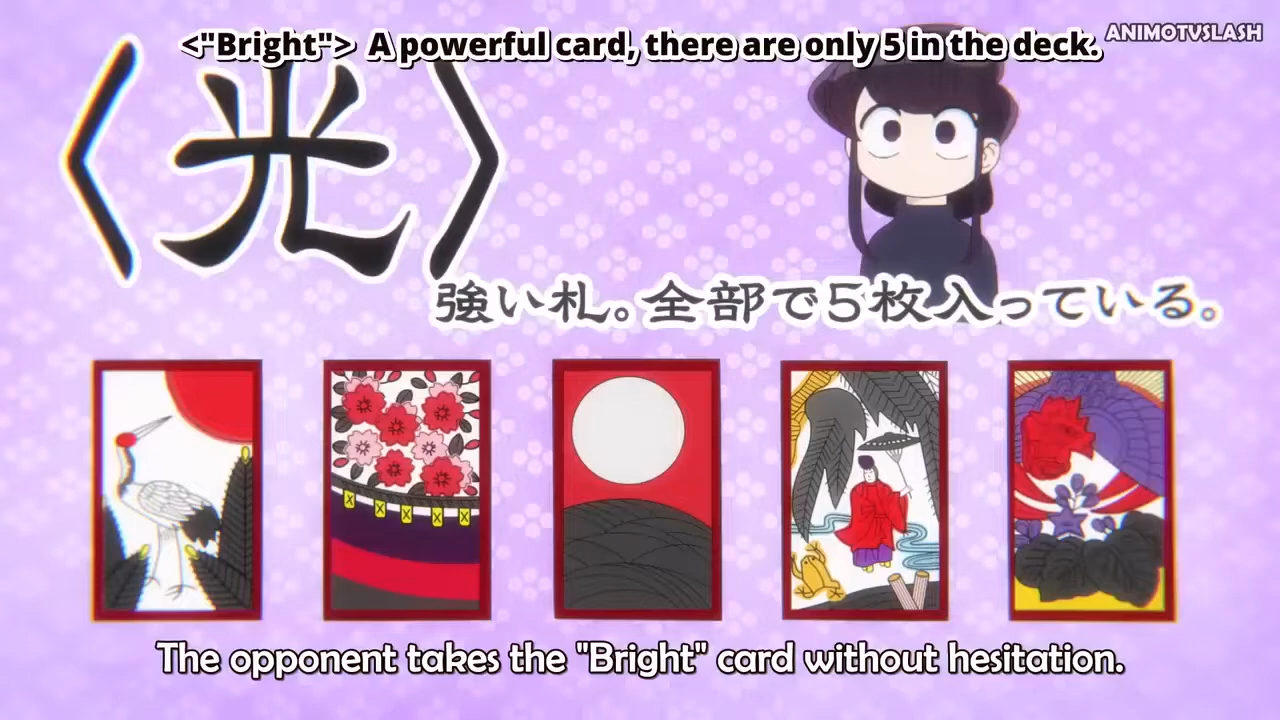 <"Bright"> A powerful card, there are only 5 in the deck.
ANIMOTVSLASH
〈光〉
強い札。全部で5枚入っている。
The opponent takes the "Bright" card without hesitation.